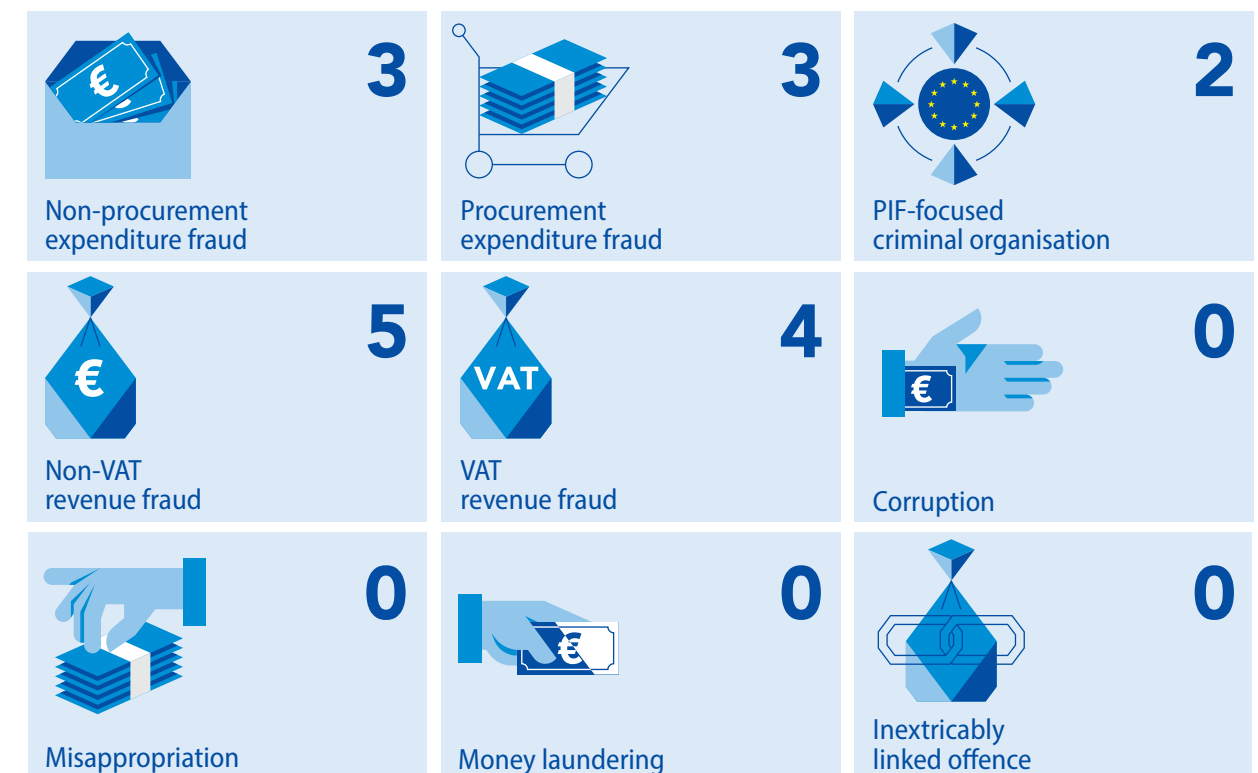 3
Non-procurement
expenditure fraud
3
Procurement
expenditure fraud
2
PIF-focused
criminal organisation
5
€
Non-VAT
revenue fraud
4
VAT
VAT
revenue fraud
0
€
Corruption
0
Misappropriation
0
€
Money laundering
0
Inextricably
linked offence